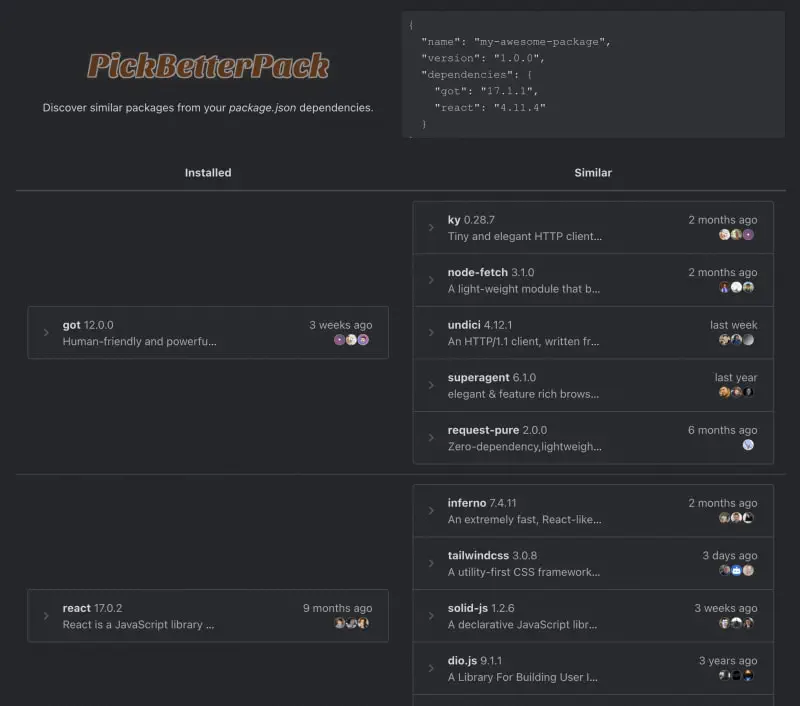 PickBetterPack
Discover similar packages from your package.json dependencies.
{
"name": "my-awesome-package",
"version": "1.0.0",
"dependencies": {
"got": "17.1.1",
"react": "4.11.4"
}
Installed
Similar
got 12.0.0
3 weeks ago
Human-friendly and powerfu...
ky 0.28.7
2 months ago
Tiny and elegant HTTP client...
node-fetch 3.1.0
2 months ago
A light-weight module that b...
undici 4.12.1
last week
An HTTP/1.1 client, written fr...
superagent 6.1.0
last year
elegant & feature rich brows...
request-pure 2.0.0
6 months ago
Zero-dependency,lightweigh...
react 17.0.2
9 months ago
React is a JavaScript library ...
inferno 7.4.11
2 months ago
An extremely fast, React-like...
tailwindcss 3.0.8
3 days ago
A utility-first CSS framework...
solid-js 1.2.6
3 weeks ago
A declarative JavaScript libr...
dio.js 9.1.1
3 years ago
A Library For Building User I...